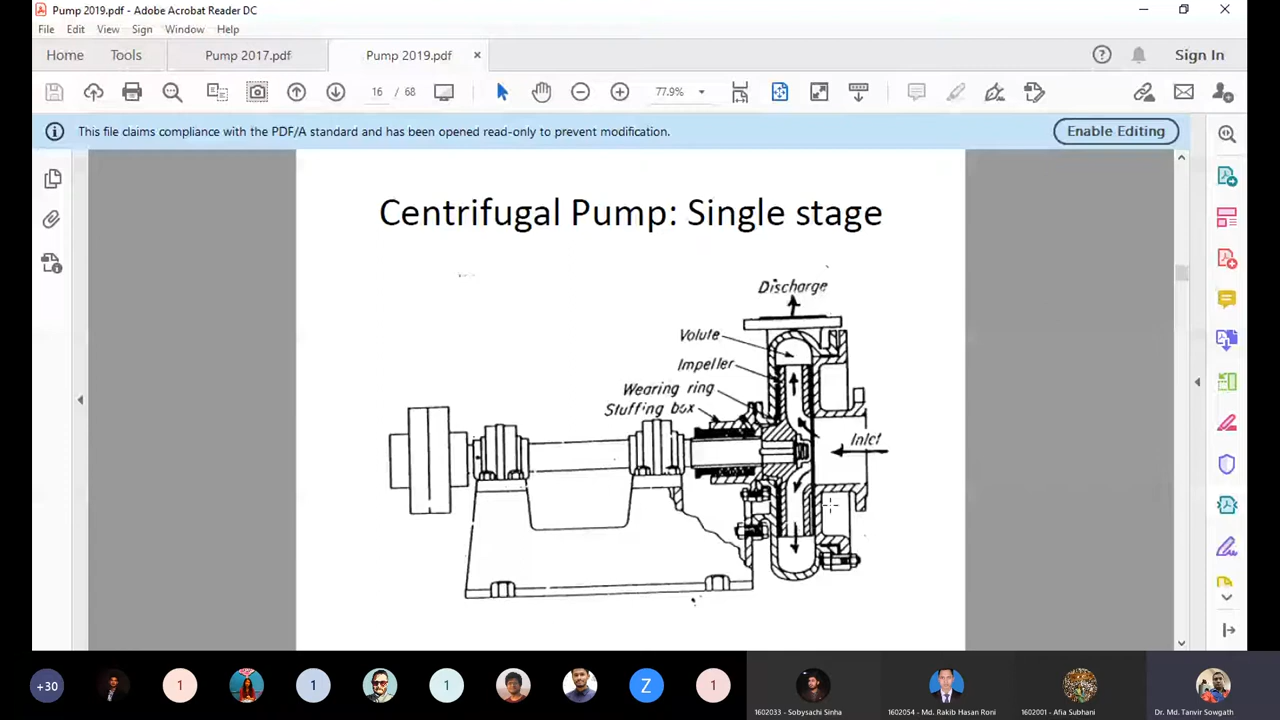 Pump 2019.pdf - Adobe Acrobat Reader DC
File Edit View Sign Window Help
Home Tools Pump 2017.pdf Pump 2019.pdf × ? Sign In
16 / 68 77.9%
This file claims compliance with the PDF/A standard and has been opened read-only to prevent modification. Enable Editing
Centrifugal Pump: Single stage
Discharge
Volute
Impeller
Wearing ring
Stuffing box
Inlet
+30 1 1 1 Z 1
1602033 - Sobysachi Sinha 1602054 - Md. Rakib Hasan Roni 1602001 - Afia Subhani Dr. Md. Tanvir Sowgath